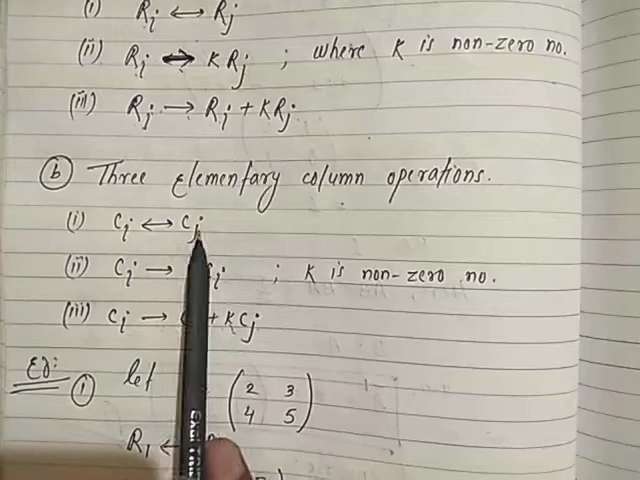 (i) Ri ↔ Rj
(ii) Ri ↔ KRj ; where K is non-zero no.
(iii) Rj → Ri + KRj
(b) Three Elementary column operations.
(i) Ci ↔ Cj
(ii) Ci → Ci ; K is non-zero no.
(iii) Ci → + KCj
Ex:
(1) let (2 3
4 5)
R1 ↔